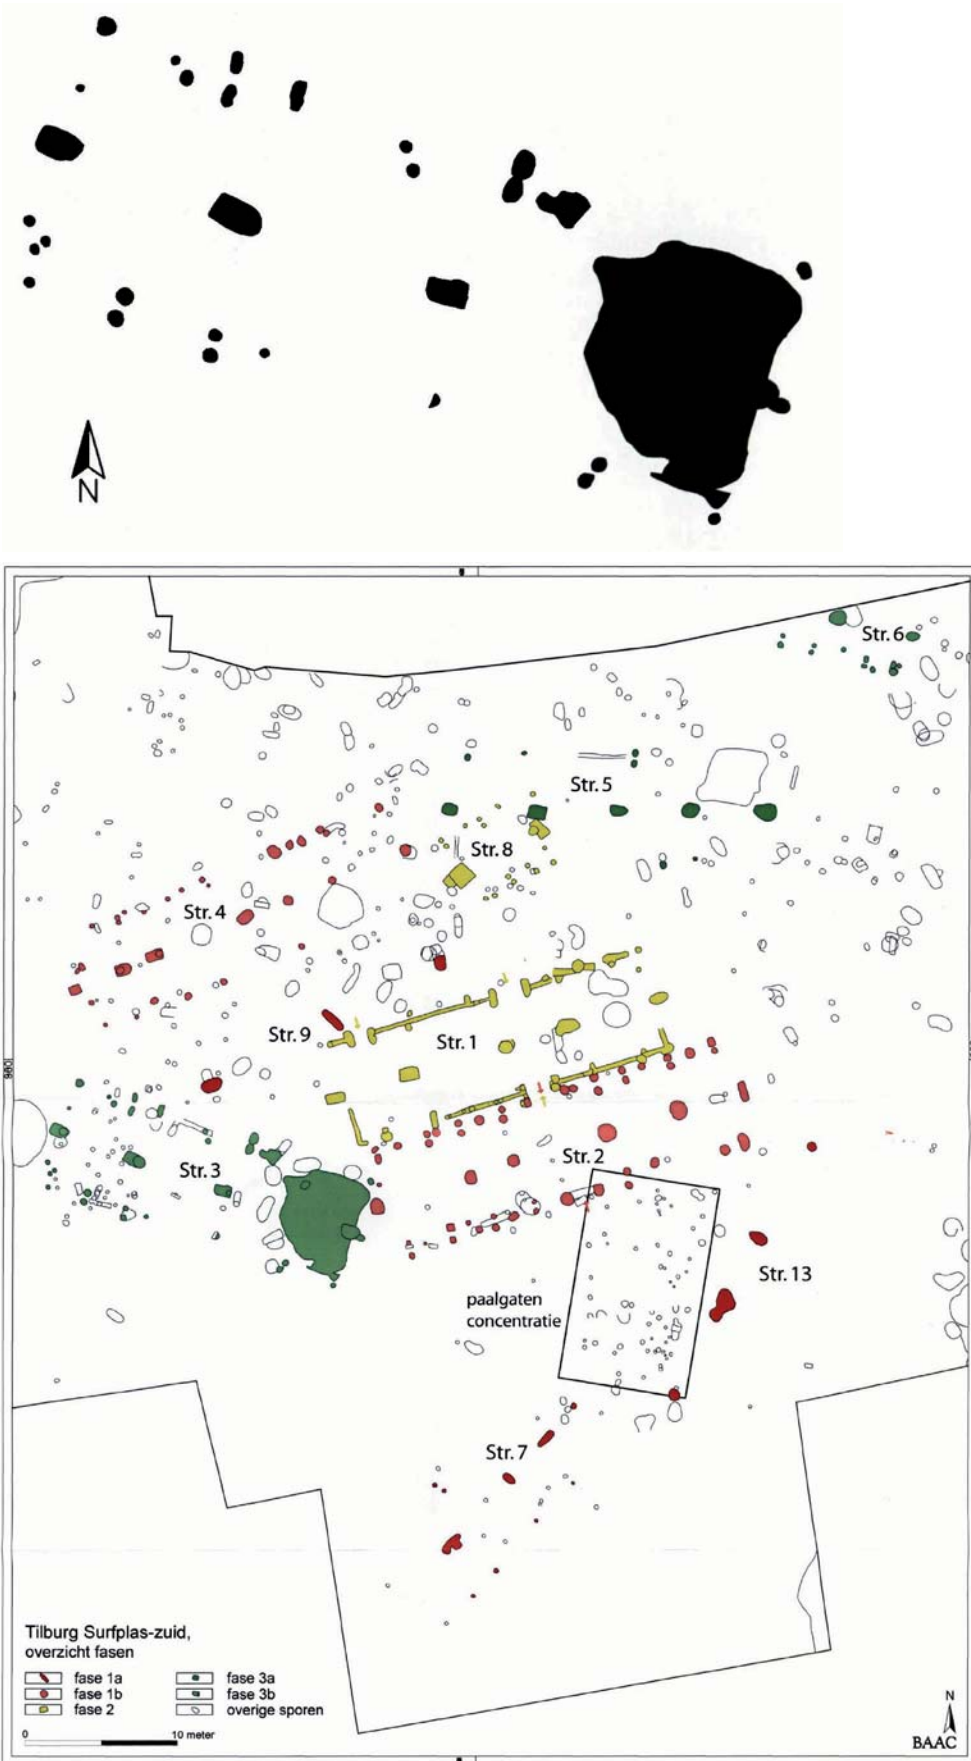 N
Str. 6
Str. 5
Str. 8
Str. 4
Str. 9
Str. 1
Str. 3
Str. 2
Str. 13
paalgaten
concentratie
Str. 7
Tilburg Surfplas-zuid,
overzicht fasen
fase 1a
fase 3a
fase 1b
fase 3b
fase 2
overige sporen
0
10 meter
N
BAAC